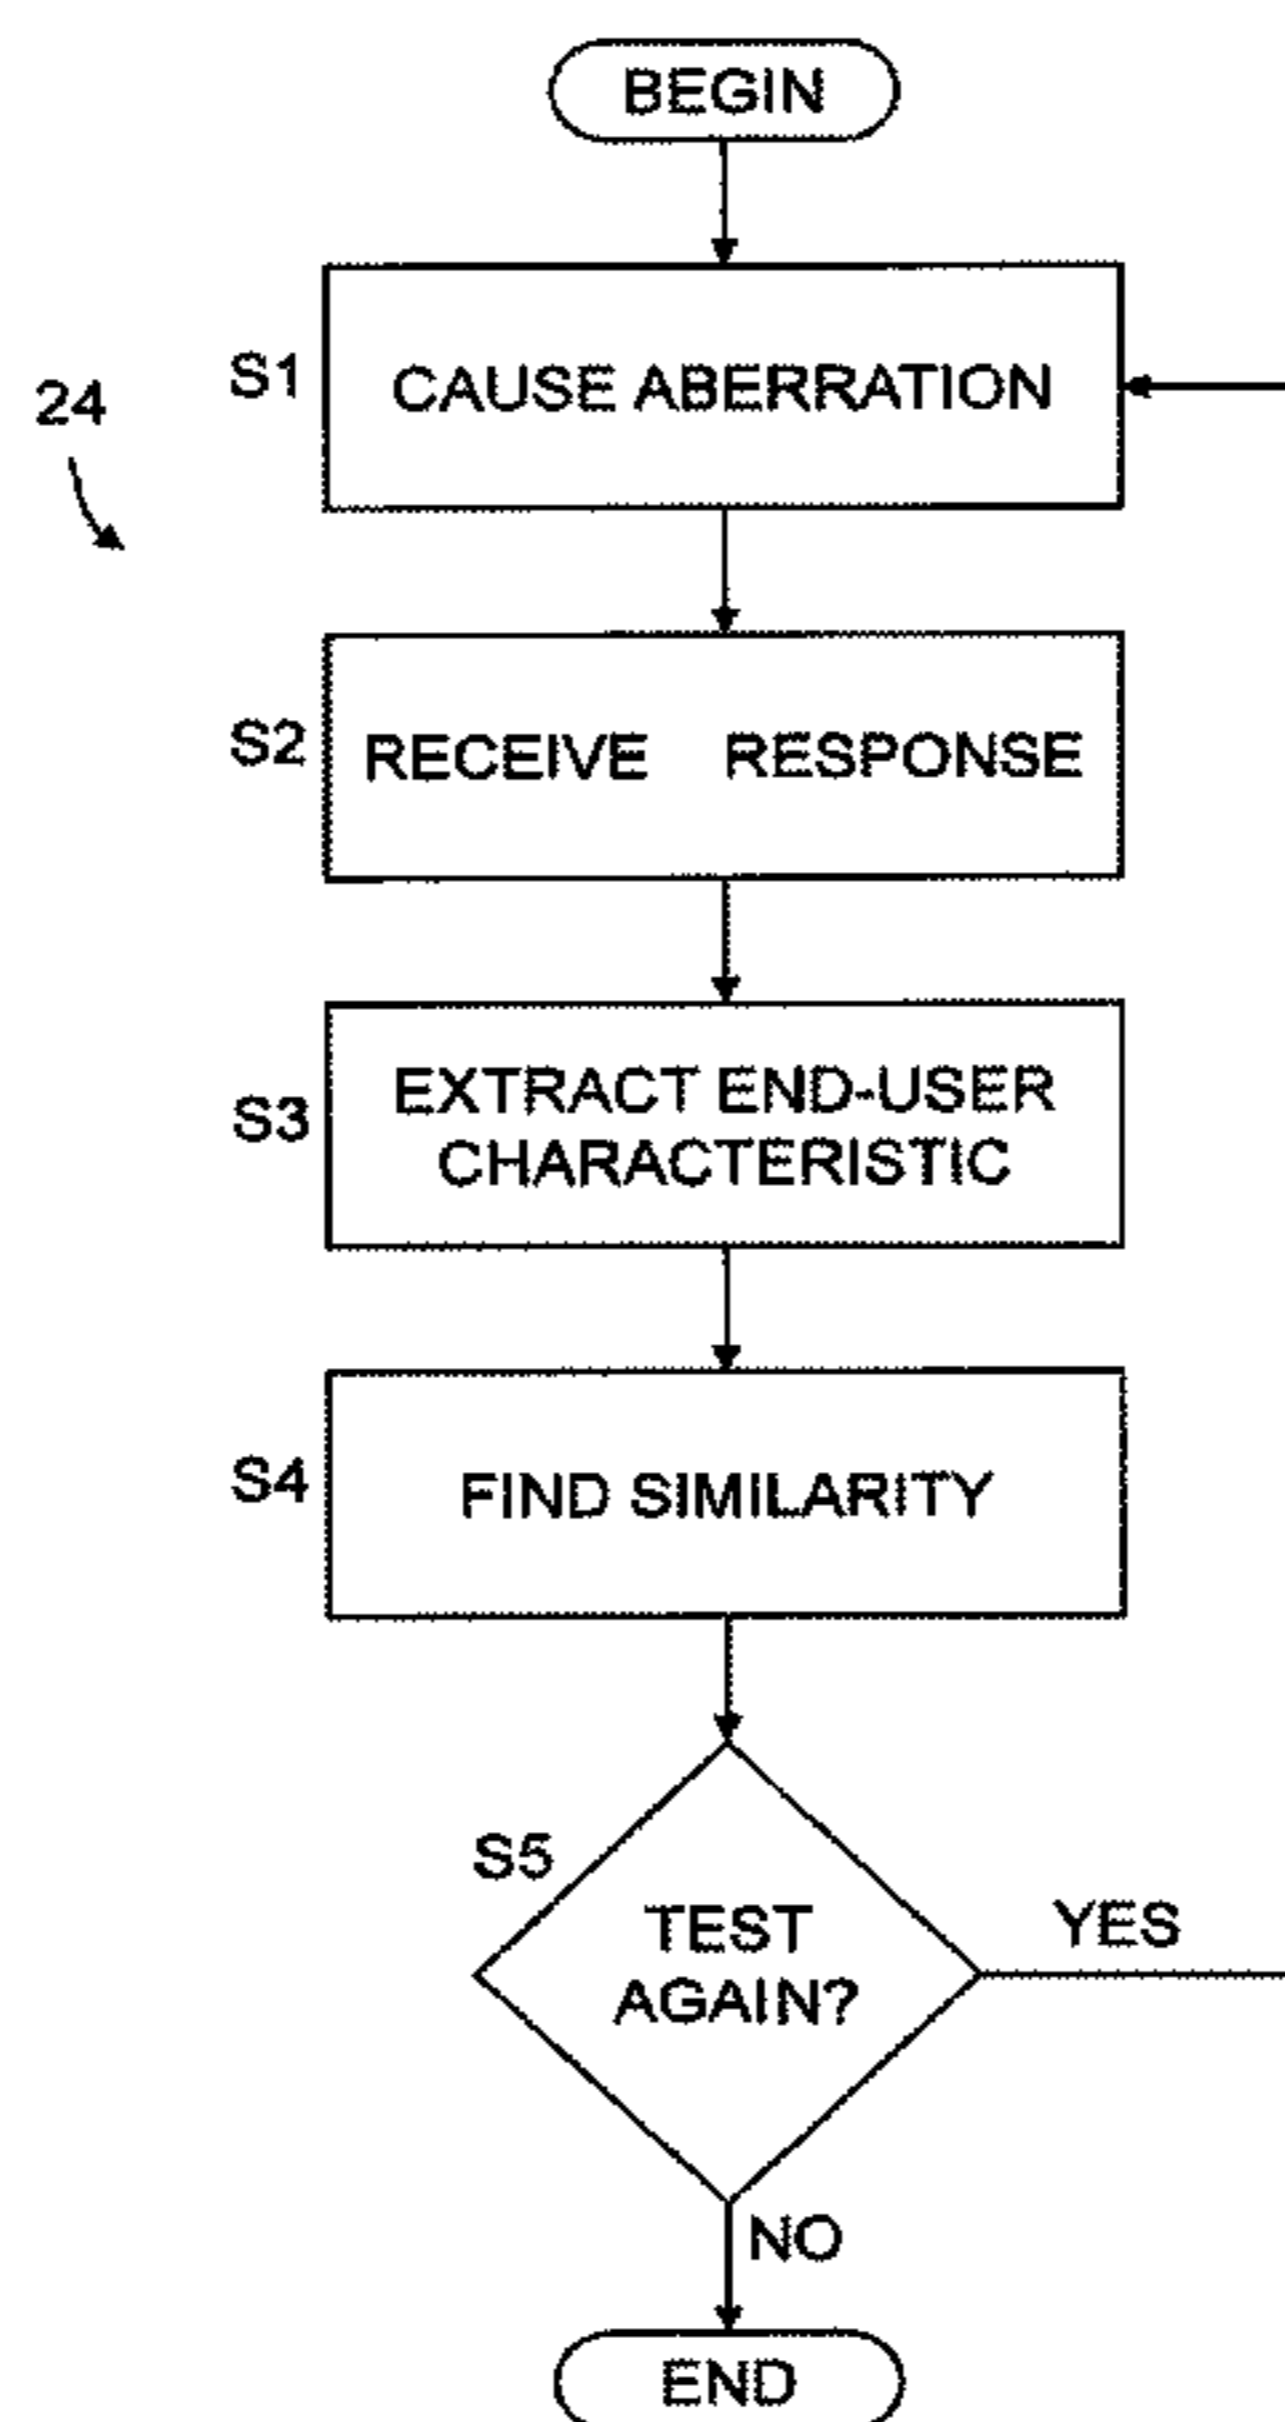 BEGIN
S1
CAUSE ABERRATION
24
S2
RECEIVE RESPONSE
S3
EXTRACT END-USER
CHARACTERISTIC
S4
FIND SIMILARITY
S5
TEST
AGAIN?
YES
NO
END